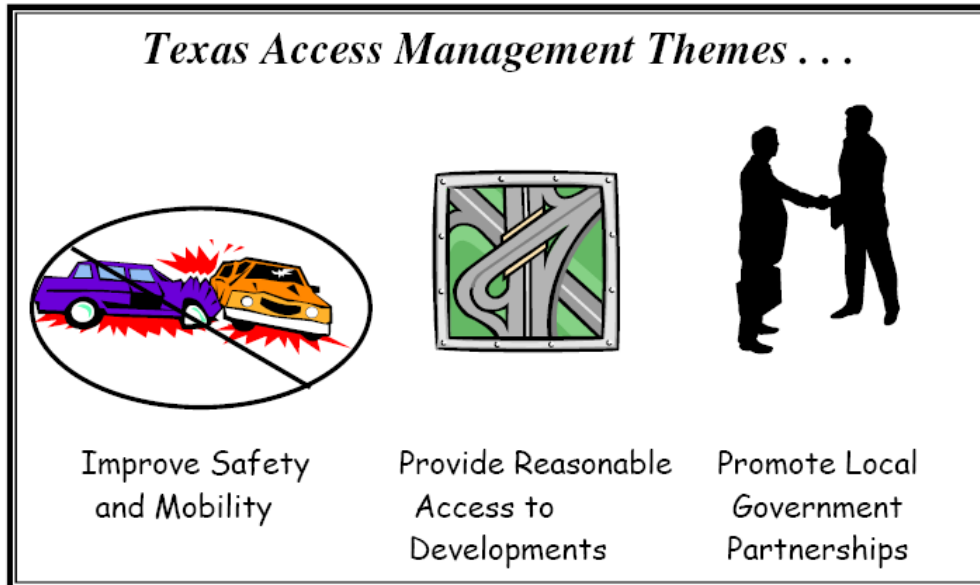 Texas Access Management Themes . . .
Improve Safety
and Mobility
Provide Reasonable
Access to
Developments
Promote Local
Government
Partnerships